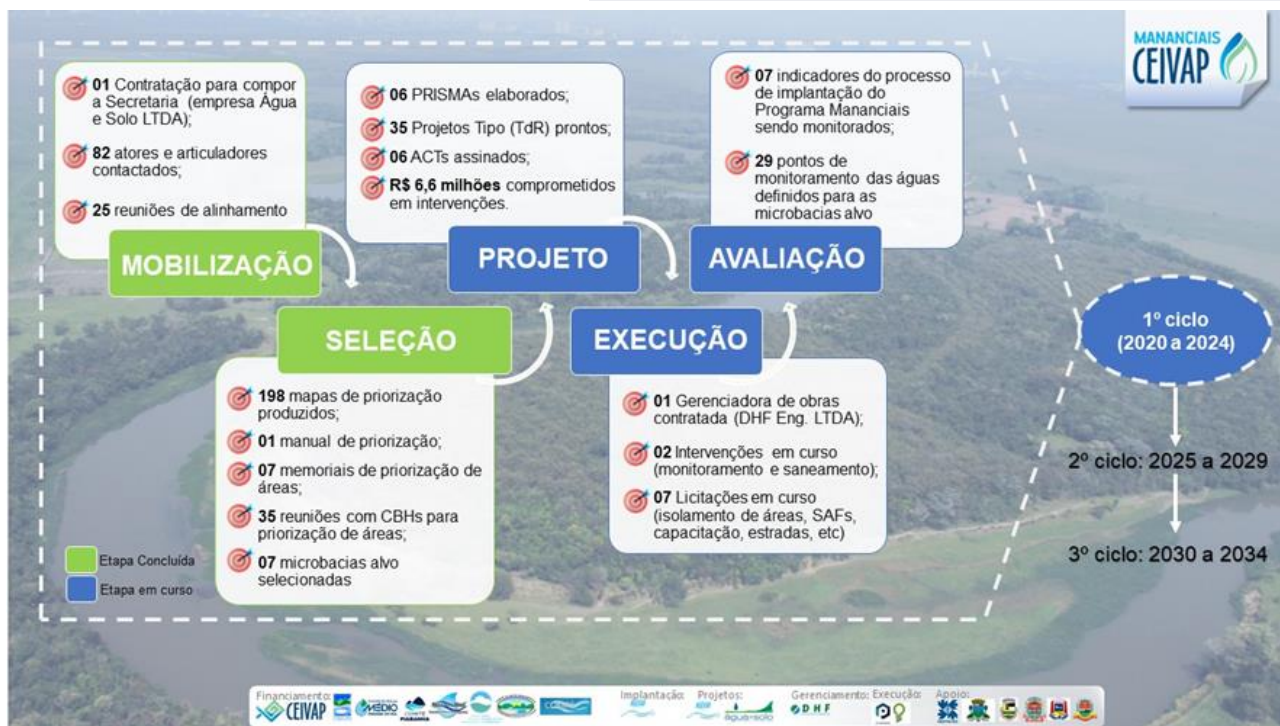 MANANCIAIS
CEIVAP
01 Contratação para compor
a Secretaria (empresa Água
e Solo LTDA);
82 atores e articuladores
contactados;
25 reuniões de alinhamento
MOBILIZAÇÃO
06 PRISMAs elaborados;
35 Projetos Tipo (TdR) prontos;
06 ACTs assinados;
R$ 6,6 milhões comprometidos
em intervenções.
PROJETO
07 indicadores do processo
de implantação do
Programa Mananciais
sendo monitorados;
29 pontos de
monitoramento das águas
definidos para as
microbacias alvo
AVALIAÇÃO
SELEÇÃO
198 mapas de priorização
produzidos;
01 manual de priorização;
07 memoriais de priorização de
áreas;
35 reuniões com CBHs para
priorização de áreas;
07 microbacias alvo
selecionadas
EXECUÇÃO
01 Gerenciadora de obras
contratada (DHF Eng. LTDA);
02 Intervenções em curso
(monitoramento e saneamento);
07 Licitações em curso
(isolamento de áreas, SAFs,
capacitação, estradas, etc)
1º ciclo
(2020 a 2024)
2º ciclo: 2025 a 2029
3º ciclo: 2030 a 2034
Etapa Concluída
Etapa em curso
Financiamento:
CEIVAP
MÉDIO
Implantação:
Projetos:
água e solo
Gerenciamento:
DHF
Execução:
Apoio: